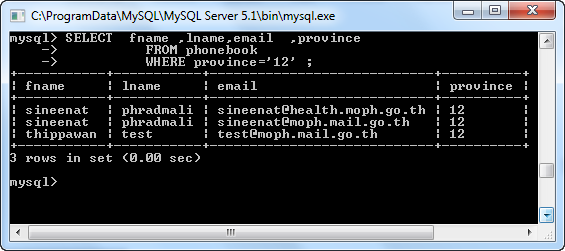 C:\ProgramData\MySQL\MySQL Server 5.1\bin\mysql.exe
mysql> SELECT  fname ,lname,email  ,province
    ->         FROM phonebook
    ->         WHERE province='12' ;
+-----------+-----------+----------------------------+----------+
| fname     | lname     | email                      | province |
+-----------+-----------+----------------------------+----------+
| sineenat  | phradmali | sineenat@health.moph.go.th | 12       |
| sineenat  | phradmali | sineenat@moph.mail.go.th   | 12       |
| thippawan | test      | test@moph.mail.go.th       | 12       |
+-----------+-----------+----------------------------+----------+
3 rows in set (0.00 sec)
mysql>